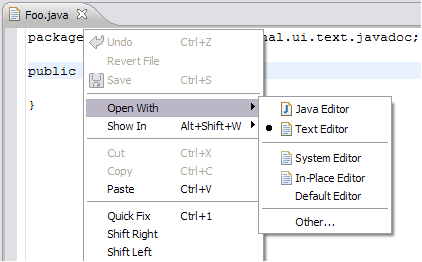 Foo.java
package nal.ui.text.javadoc;
public
}
Undo Ctrl+Z
Revert File
Save Ctrl+S
Open With
Show In Alt+Shift+W
Cut Ctrl+X
Copy Ctrl+C
Paste Ctrl+V
Quick Fix Ctrl+1
Shift Right
Shift Left
Java Editor
Text Editor
System Editor
In-Place Editor
Default Editor
Other...